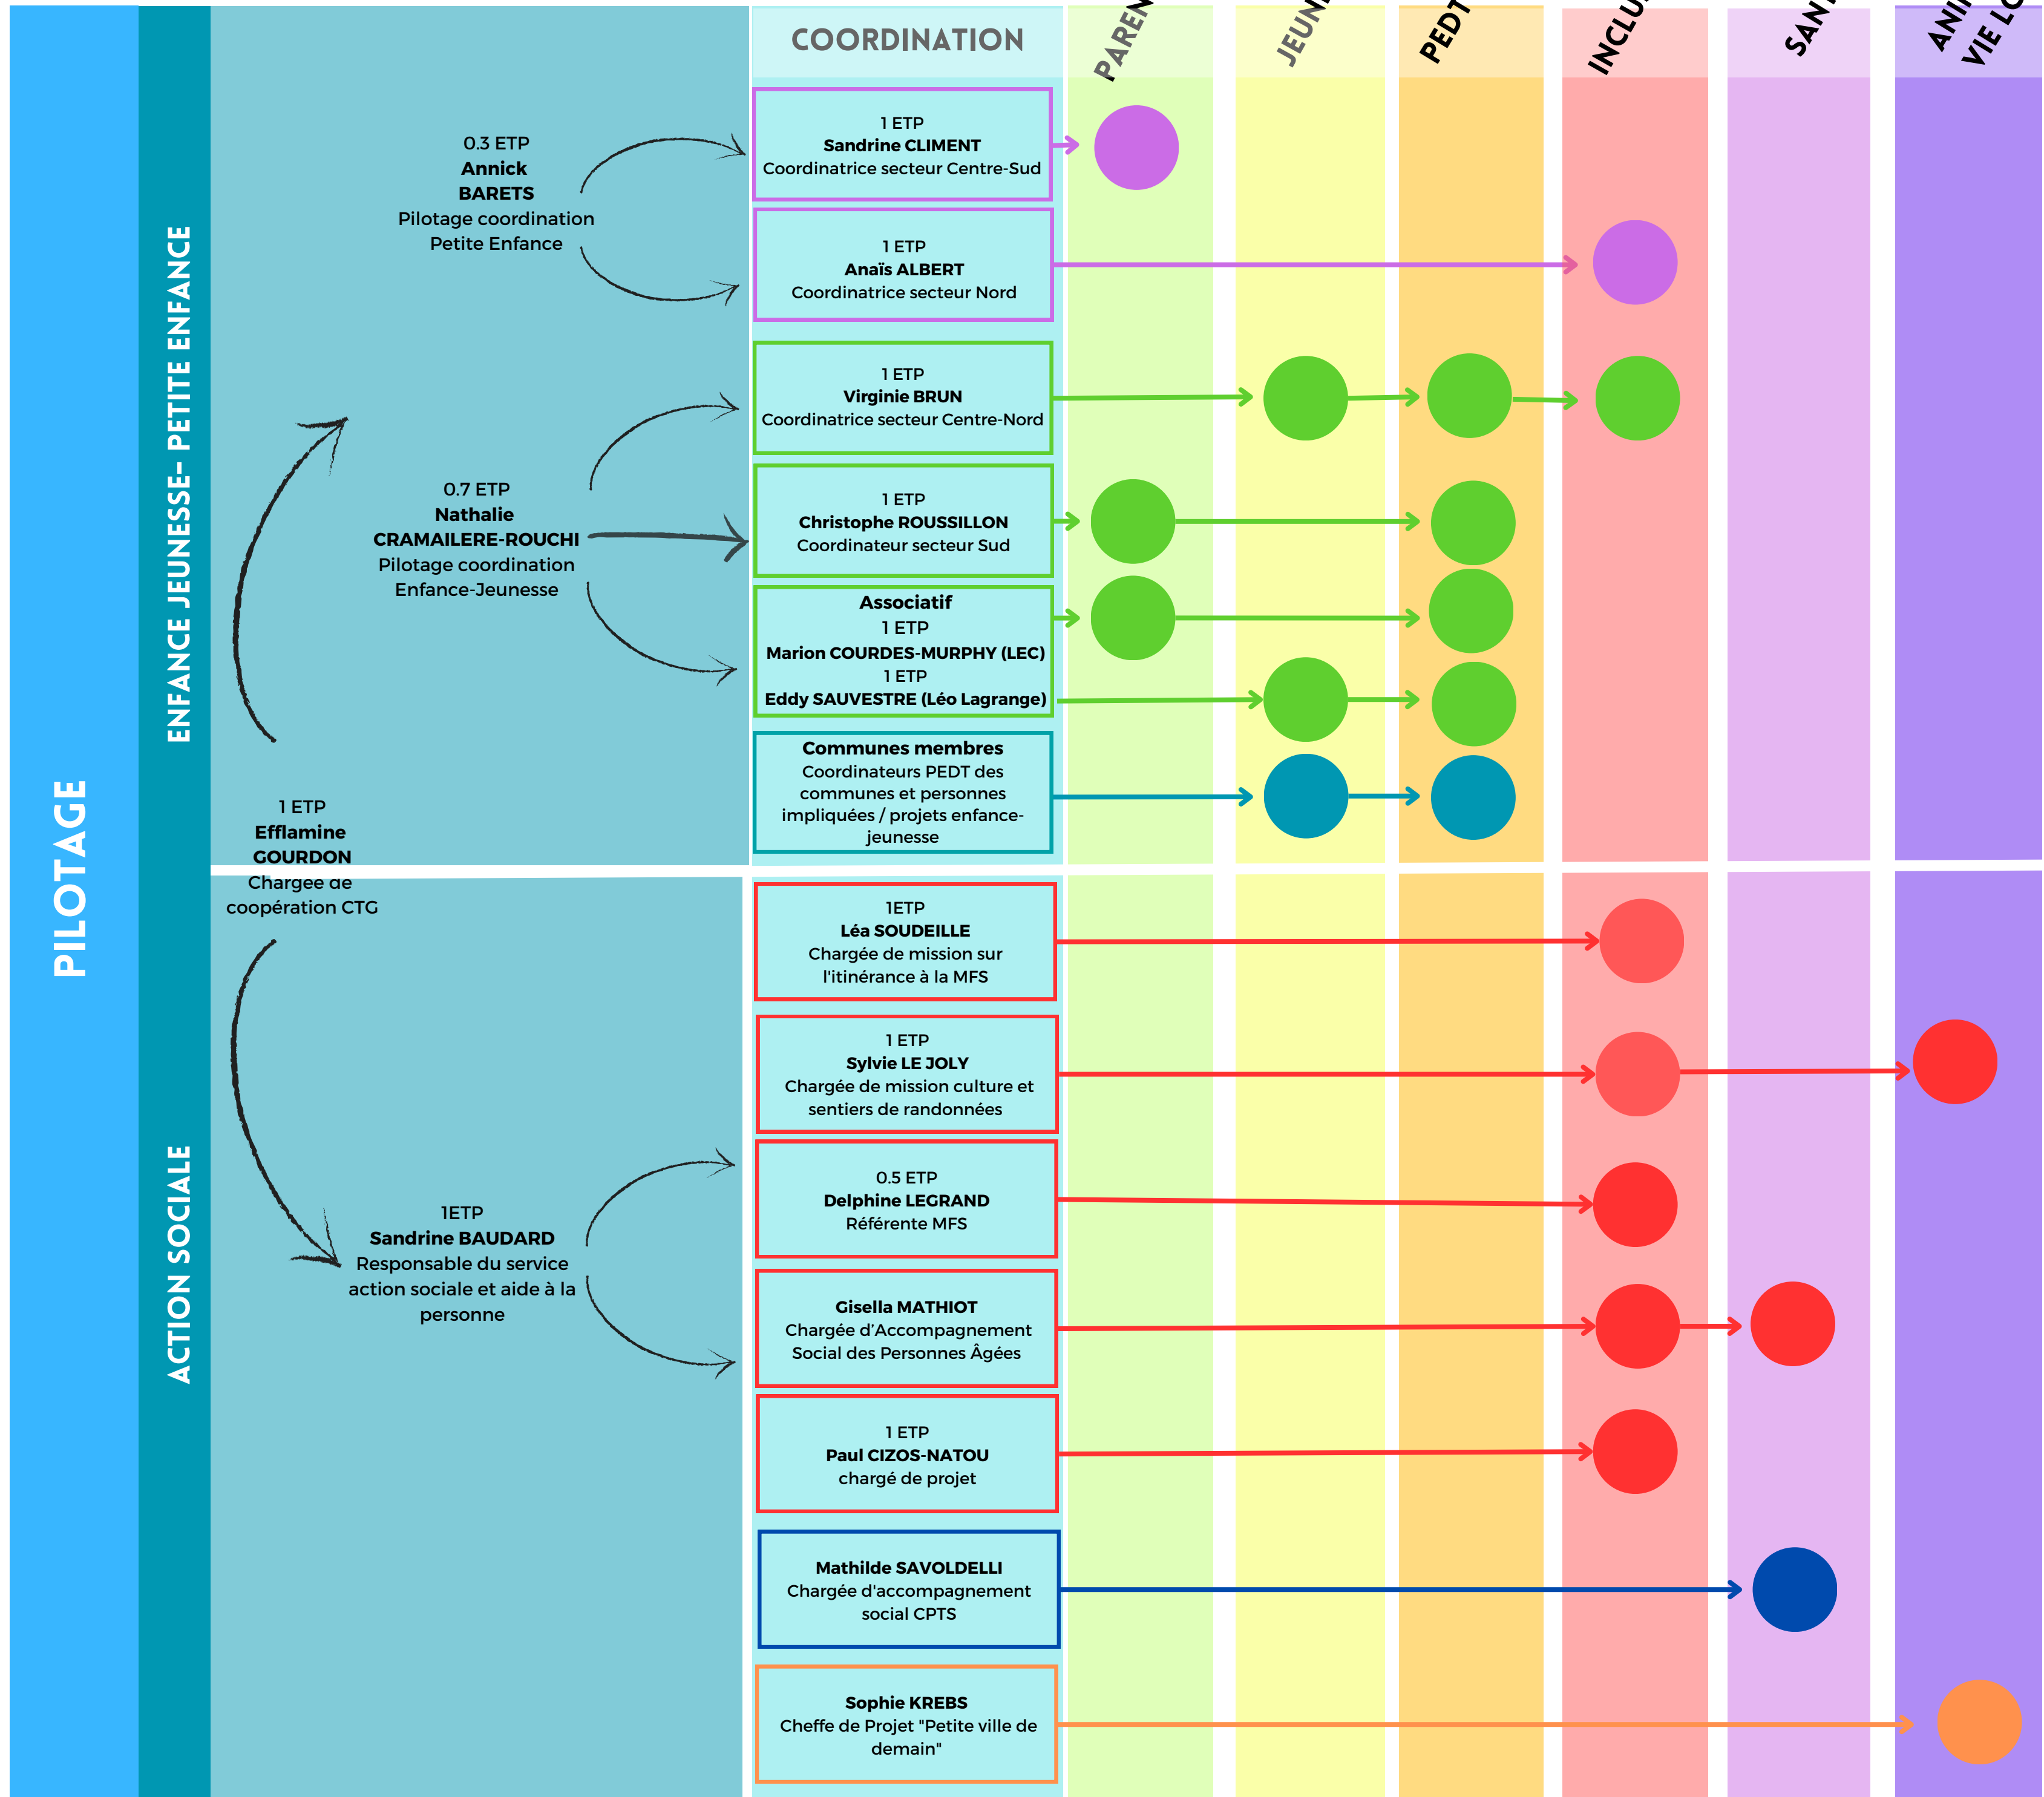 PILOTAGE
ENFANCE JEUNESSE- PETITE ENFANCE
ACTION SOCIALE
COORDINATION
PEDT
0.3 ETP
Annick
BARETS
Pilotage coordination
Petite Enfance
1 ETP
Sandrine CLIMENT
Coordinatrice secteur Centre-Sud
1 ETP
Anaïs ALBERT
Coordinatrice secteur Nord
0.7 ETP
Nathalie
CRAMAILERE-ROUCHI
Pilotage coordination
Enfance-Jeunesse
1 ETP
Virginie BRUN
Coordinatrice secteur Centre-Nord
1 ETP
Christophe ROUSSILLON
Coordinateur secteur Sud
Associatif
1 ETP
Marion COURDES-MURPHY (LEC)
1 ETP
Eddy SAUVESTRE (Léo Lagrange)
Communes membres
Coordinateurs PEDT des
communes et personnes
impliquées / projets enfance-
jeunesse
1 ETP
Efflamine
GOURDON
Chargée de
coopération CTG
1ETP
Léa SOUDEILLE
Chargée de mission sur
l'itinérance à la MFS
1 ETP
Sylvie LE JOLY
Chargée de mission culture et
sentiers de randonnées
1ETP
Sandrine BAUDARD
Responsable du service
action sociale et aide à la
personne
0.5 ETP
Delphine LEGRAND
Référente MFS
Gisella MATHIOT
Chargée d'Accompagnement
Social des Personnes Âgées
1 ETP
Paul CIZOS-NATOU
chargé de projet
Mathilde SAVOLDELLI
Chargée d'accompagnement
social CPTS
Sophie KREBS
Cheffe de Projet "Petite ville de
demain"